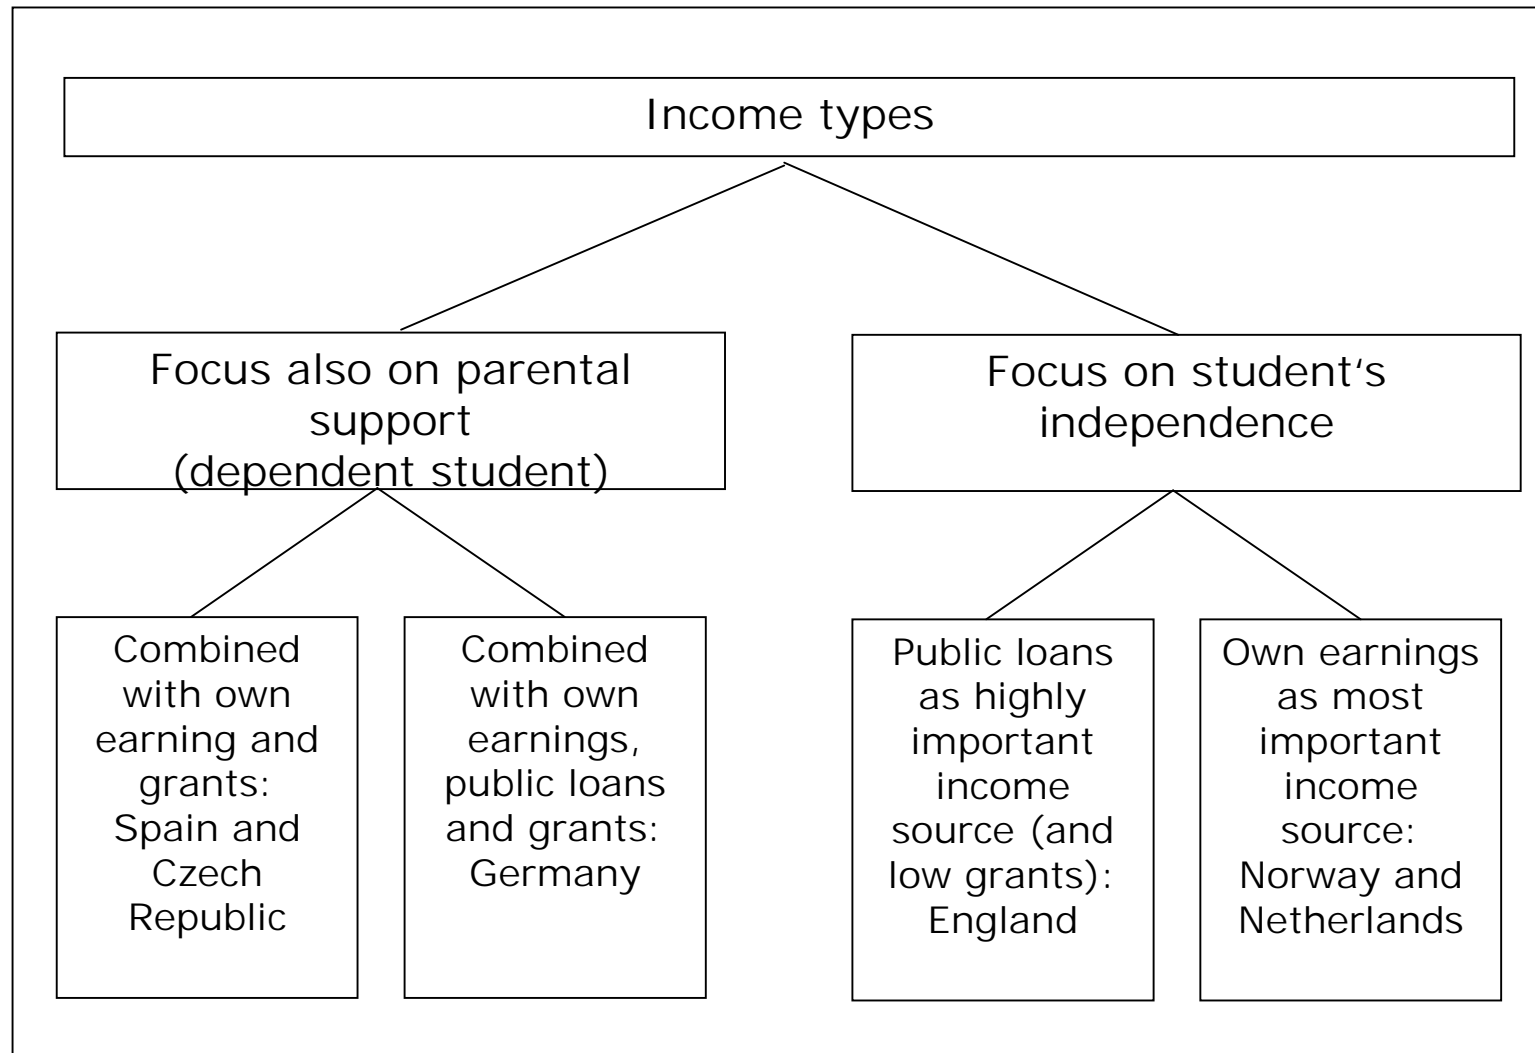 Income types
Focus also on parental
support
(dependent student)
Focus on student‘s
independence
Combined
with own
earning and
grants:
Spain and
Czech
Republic
Combined
with own
earnings,
public loans
and grants:
Germany
Public loans
as highly
important
income
source (and
low grants):
England
Own earnings
as most
important
income
source:
Norway and
Netherlands